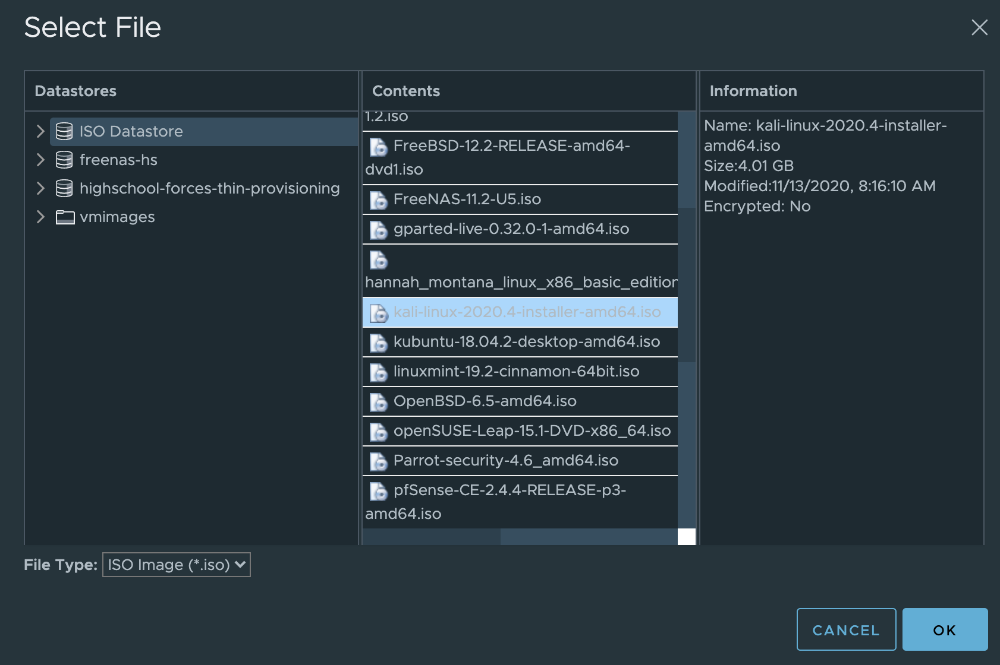 Select File
Datastores
ISO Datastore
freenas-hs
highschool-forces-thin-provisioning
vmimages
Contents
1.2.iso
FreeBSD-12.2-RELEASE-amd64-
dvd1.iso
FreeNAS-11.2-U5.iso
gparted-live-0.32.0-1-amd64.iso
hannah_montana_linux_x86_basic_edition
kali-linux-2020.4-installer-amd64.iso
kubuntu-18.04.2-desktop-amd64.iso
linuxmint-19.2-cinnamon-64bit.iso
OpenBSD-6.5-amd64.iso
openSUSE-Leap-15.1-DVD-x86_64.iso
Parrot-security-4.6_amd64.iso
pfSense-CE-2.4.4-RELEASE-p3-
amd64.iso
Information
Name: kali-linux-2020.4-installer-
amd64.iso
Size:4.01 GB
Modified:11/13/2020, 8:16:10 AM
Encrypted: No
File Type: ISO Image (*.iso)
CANCEL
OK